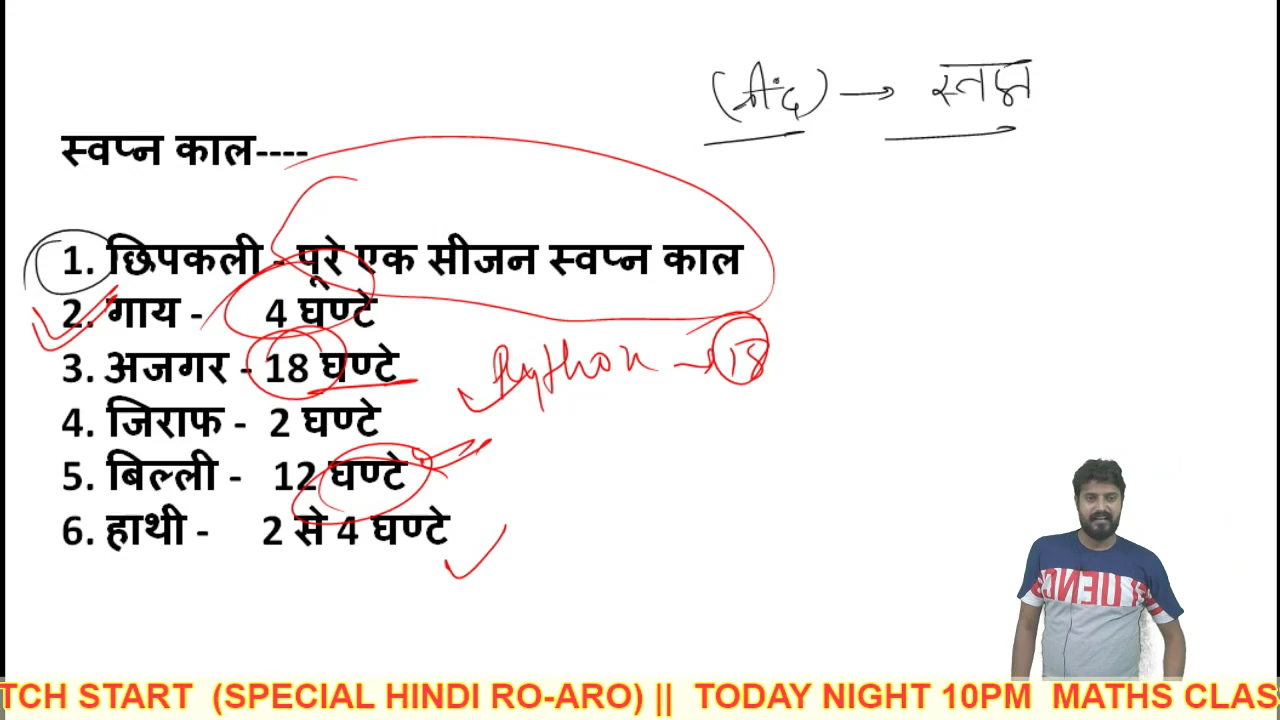 (नींद) → स्वप्न
स्वप्न काल----
1. छिपकली - पूरे एक सीजन स्वप्न काल
2. गाय - 4 घण्टे
3. अजगर - 18 घण्टे
Python → 18
4. जिराफ - 2 घण्टे
5. बिल्ली - 12 घण्टे
6. हाथी - 2 से 4 घण्टे
TCH START (SPECIAL HINDI RO-ARO) || TODAY NIGHT 10PM MATHS CLAS